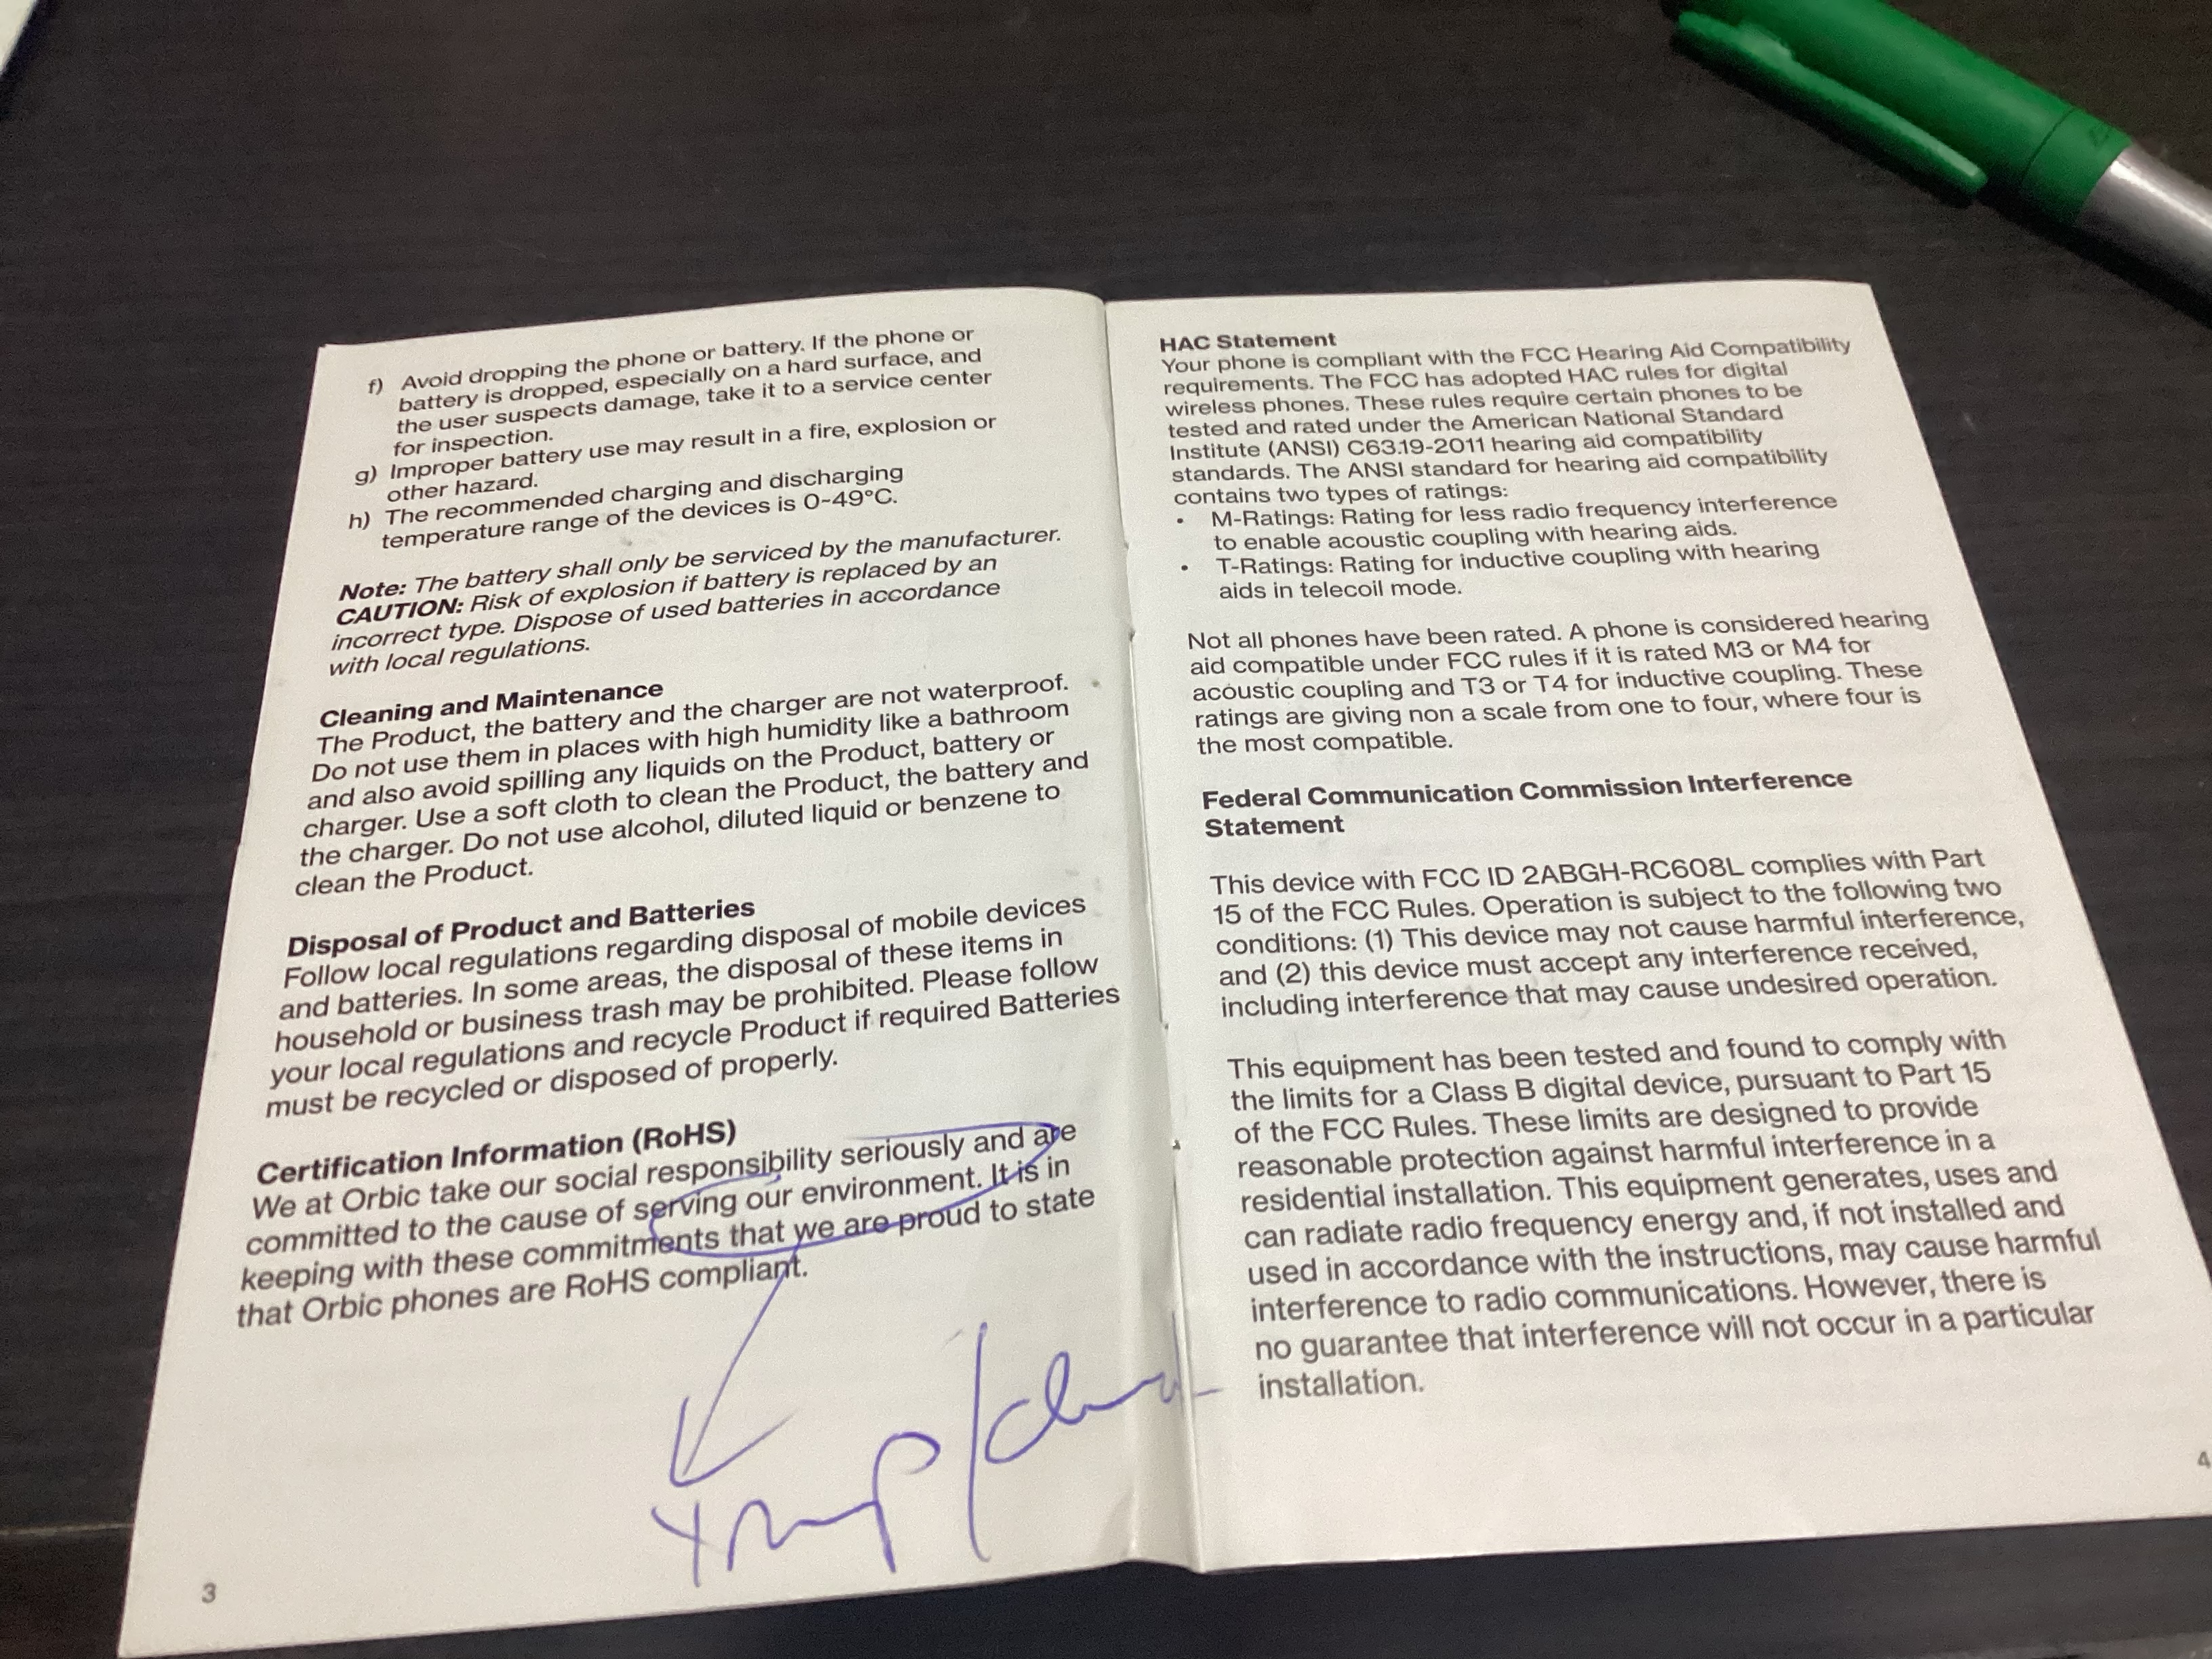 f) Avoid dropping the phone or battery. If the phone or
battery is dropped, especially on a hard surface, and
the user suspects damage, take it to a service center
for inspection.
g) Improper battery use may result in a fire, explosion or
other hazard.
h) The recommended charging and discharging
temperature range of the devices is 0~49°C.
Note: The battery shall only be serviced by the manufacturer.
CAUTION: Risk of explosion if battery is replaced by an
incorrect type. Dispose of used batteries in accordance
with local regulations.
Cleaning and Maintenance
The Product, the battery and the charger are not waterproof.
Do not use them in places with high humidity like a bathroom
and also avoid spilling any liquids on the Product, battery or
charger. Use a soft cloth to clean the Product, the battery and
the charger. Do not use alcohol, diluted liquid or benzene to
clean the Product.
Disposal of Product and Batteries
Follow local regulations regarding disposal of mobile devices
and batteries. In some areas, the disposal of these items in
household or business trash may be prohibited. Please follow
your local regulations and recycle Product if required Batteries
must be recycled or disposed of properly.
Certification Information (RoHS)
We at Orbic take our social responsibility seriously and are
committed to the cause of serving our environment. It is in
keeping with these commitments that we are proud to state
that Orbic phones are RoHS compliant.
3
HAC Statement
Your phone is compliant with the FCC Hearing Aid Compatibility
requirements. The FCC has adopted HAC rules for digital
wireless phones. These rules require certain phones to be
tested and rated under the American National Standard
Institute (ANSI) C63.19-2011 hearing aid compatibility
standards. The ANSI standard for hearing aid compatibility
contains two types of ratings:
• M-Ratings: Rating for less radio frequency interference
to enable acoustic coupling with hearing aids.
• T-Ratings: Rating for inductive coupling with hearing
aids in telecoil mode.
Not all phones have been rated. A phone is considered hearing
aid compatible under FCC rules if it is rated M3 or M4 for
acoustic coupling and T3 or T4 for inductive coupling. These
ratings are giving non a scale from one to four, where four is
the most compatible.
Federal Communication Commission Interference
Statement
This device with FCC ID 2ABGH-RC608L complies with Part
15 of the FCC Rules. Operation is subject to the following two
conditions: (1) This device may not cause harmful interference,
and (2) this device must accept any interference received,
including interference that may cause undesired operation.
This equipment has been tested and found to comply with
the limits for a Class B digital device, pursuant to Part 15
of the FCC Rules. These limits are designed to provide
reasonable protection against harmful interference in a
residential installation. This equipment generates, uses and
can radiate radio frequency energy and, if not installed and
used in accordance with the instructions, may cause harmful
interference to radio communications. However, there is
no guarantee that interference will not occur in a particular
installation.
4